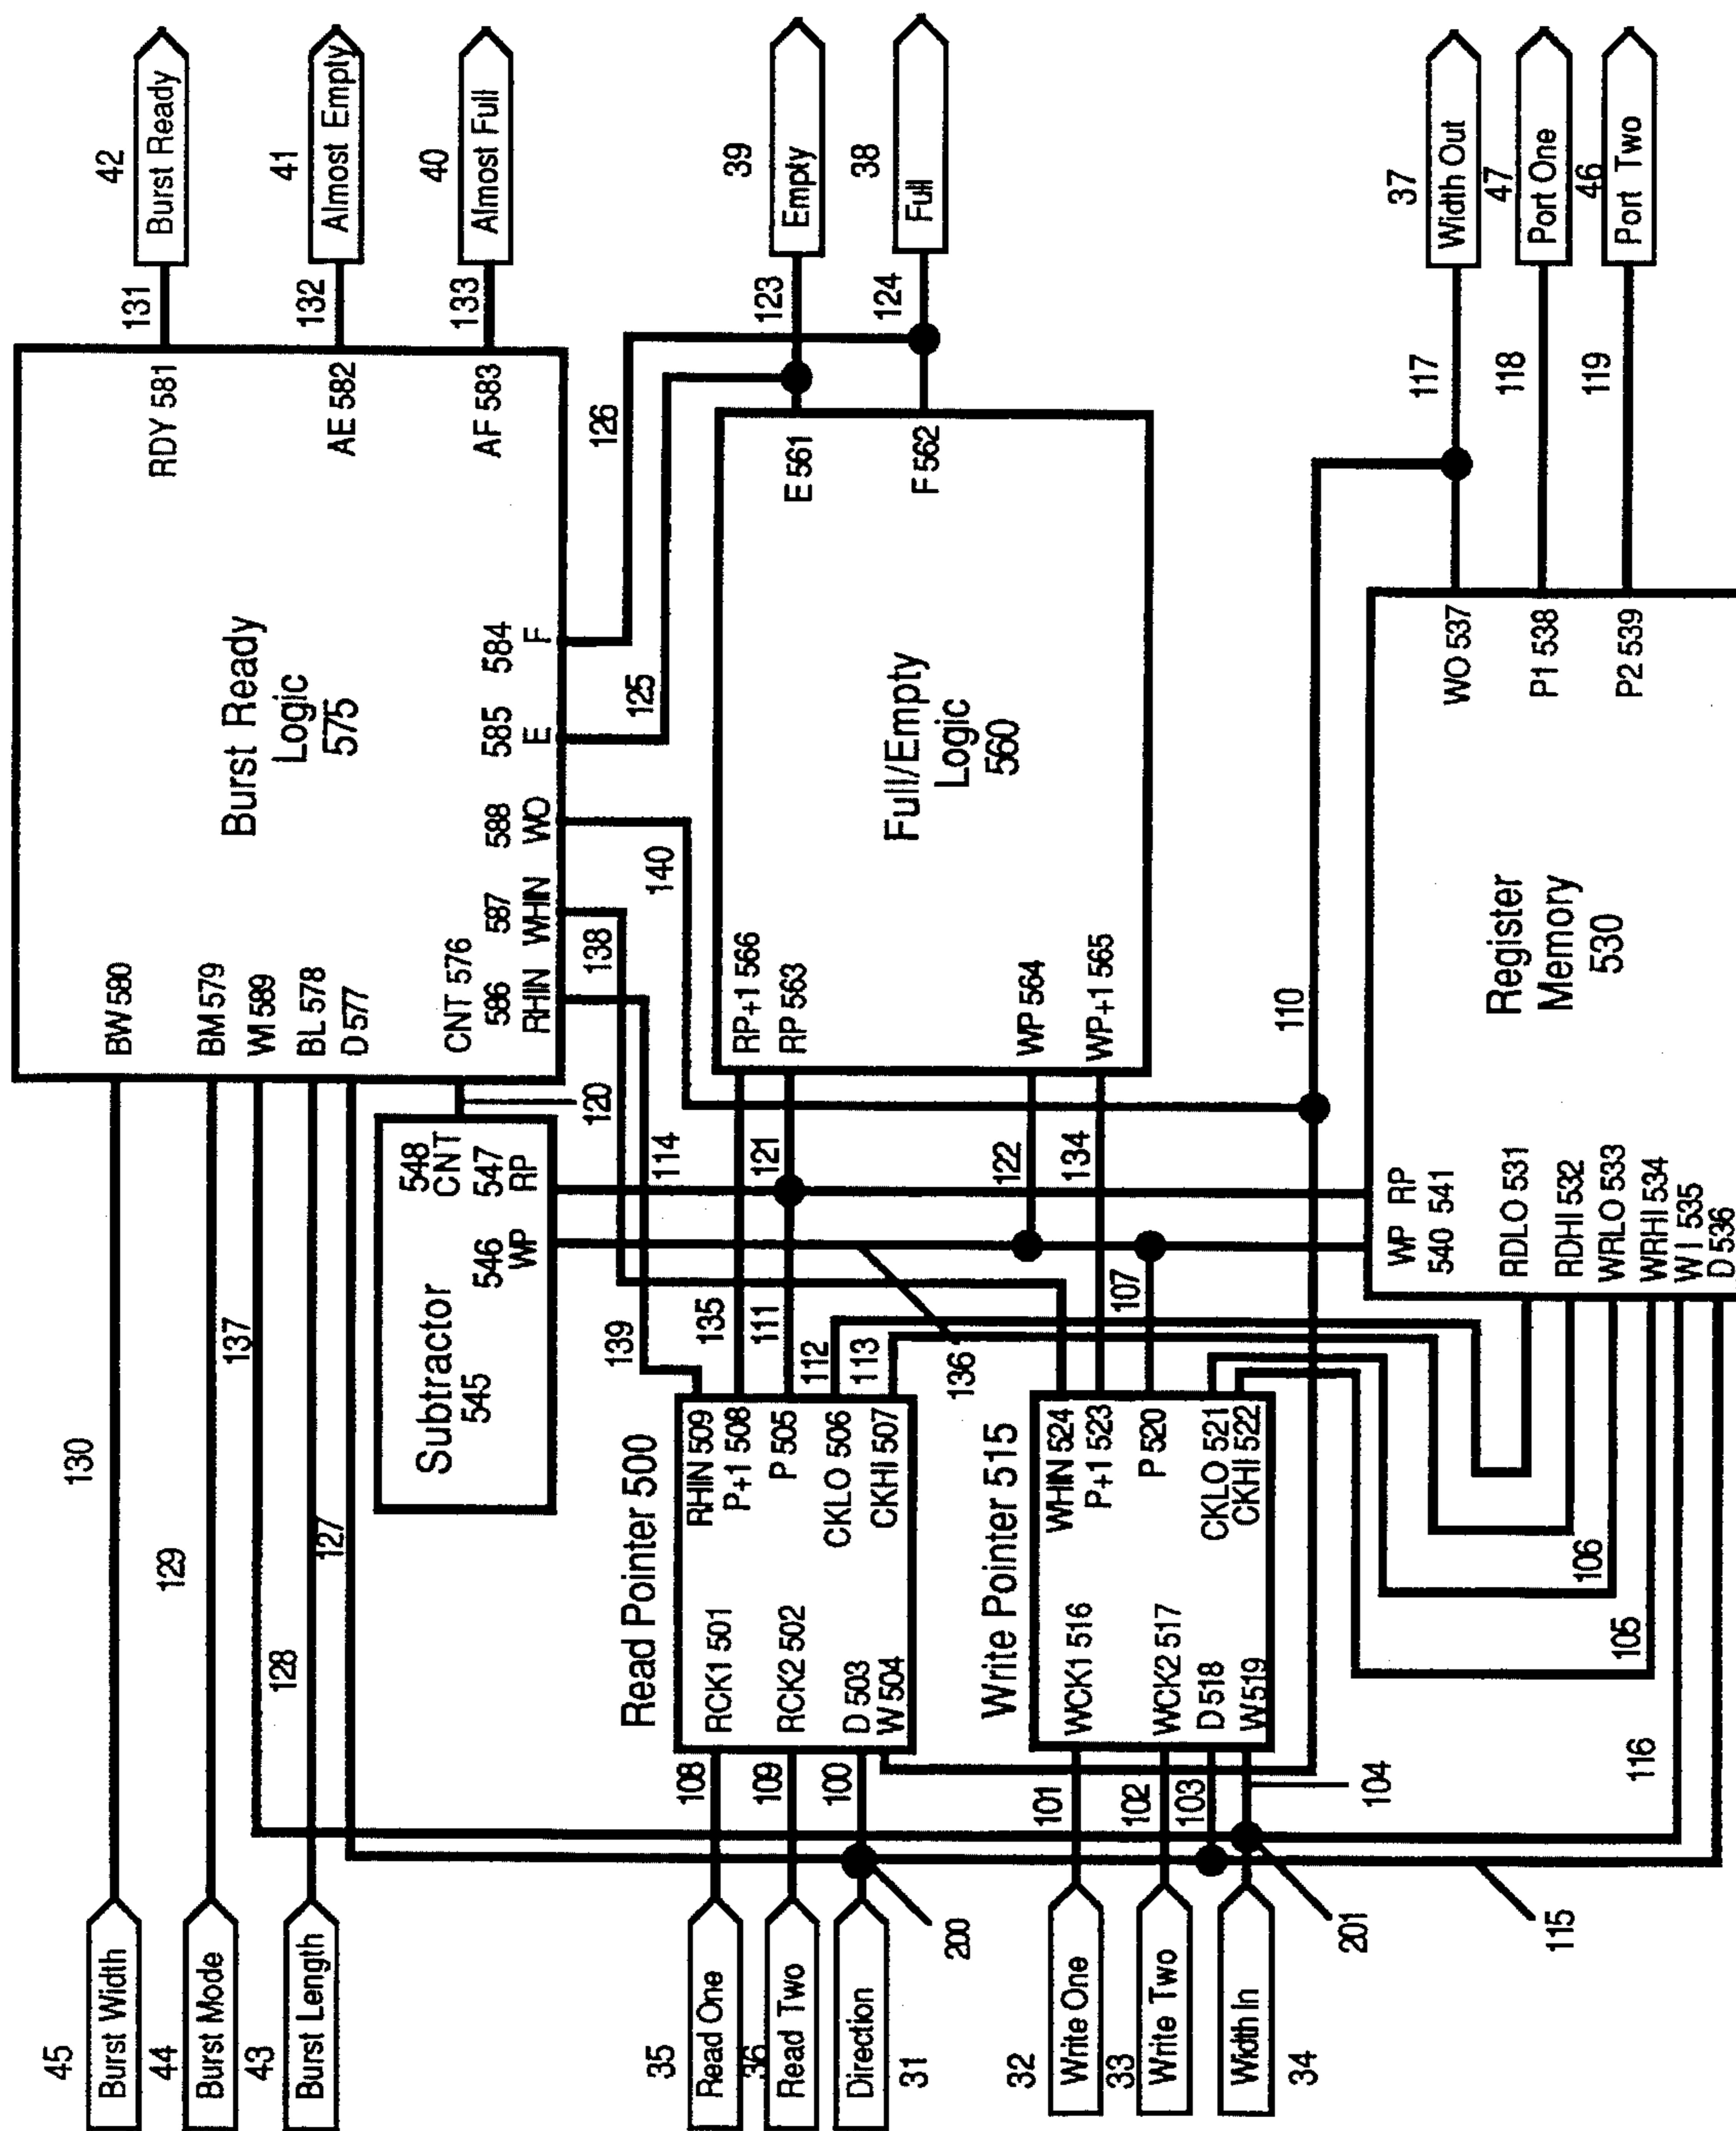 45
Burst Width
130
BW 580
44
Burst Mode
129
BM 579
137
WI 589
43
Burst Length
128
BL 578
127
D 577
Burst Ready
Logic
575
RDY 581
131
42
Burst Ready
AE 582
132
41
Almost Empty
AF 583
133
40
Almost Full
CNT 576
586
RHIN
587
WHIN
588
WO
585
E
584
F
120
138
140
125
126
Subtractor
545
548
CNT
546
WP
547
RP
139
114
Read Pointer 500
35
Read One
108
RCK1 501
36
Read Two
109
RCK2 502
Direction
31
100
D 503
W 504
200
RHIN 509
P+1 508
P 505
CKLO 506
CKHI 507
135
111
112
113
121
136
Full/Empty
Logic
560
RP+1 566
RP 563
WP 564
WP+1 565
122
134
E 561
123
39
Empty
F 562
124
38
Full
Write Pointer 515
32
Write One
101
WCK1 516
33
Write Two
102
WCK2 517
103
D 518
Width In
34
W 519
104
201
115
WHIN 524
P+1 523
P 520
CKLO 521
CKHI 522
107
110
106
105
116
Register
Memory
530
WP
540
RP
541
RDLO 531
RDHI 532
WRLO 533
WRHI 534
W I 535
D 536
WO 537
117
37
Width Out
P1 538
118
47
Port One
P2 539
119
46
Port Two